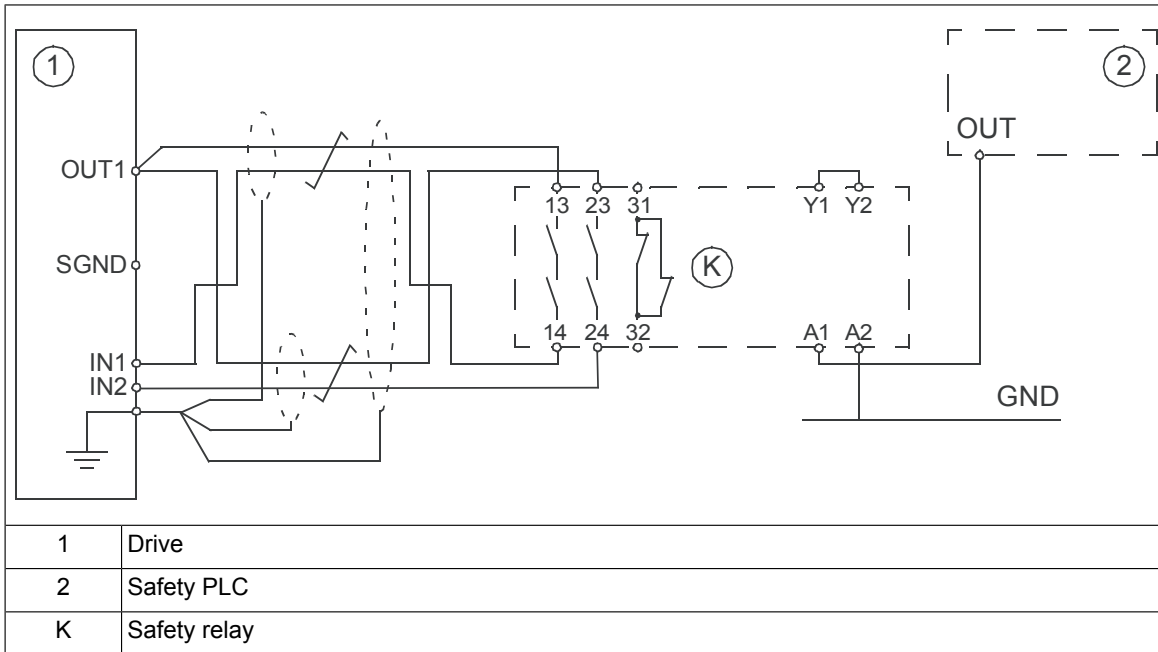 1
2
OUT
OUT1
13 23 31
Y1 Y2
SGND
K
14 24 32
A1 A2
IN1
IN2
GND
1 Drive
2 Safety PLC
K Safety relay